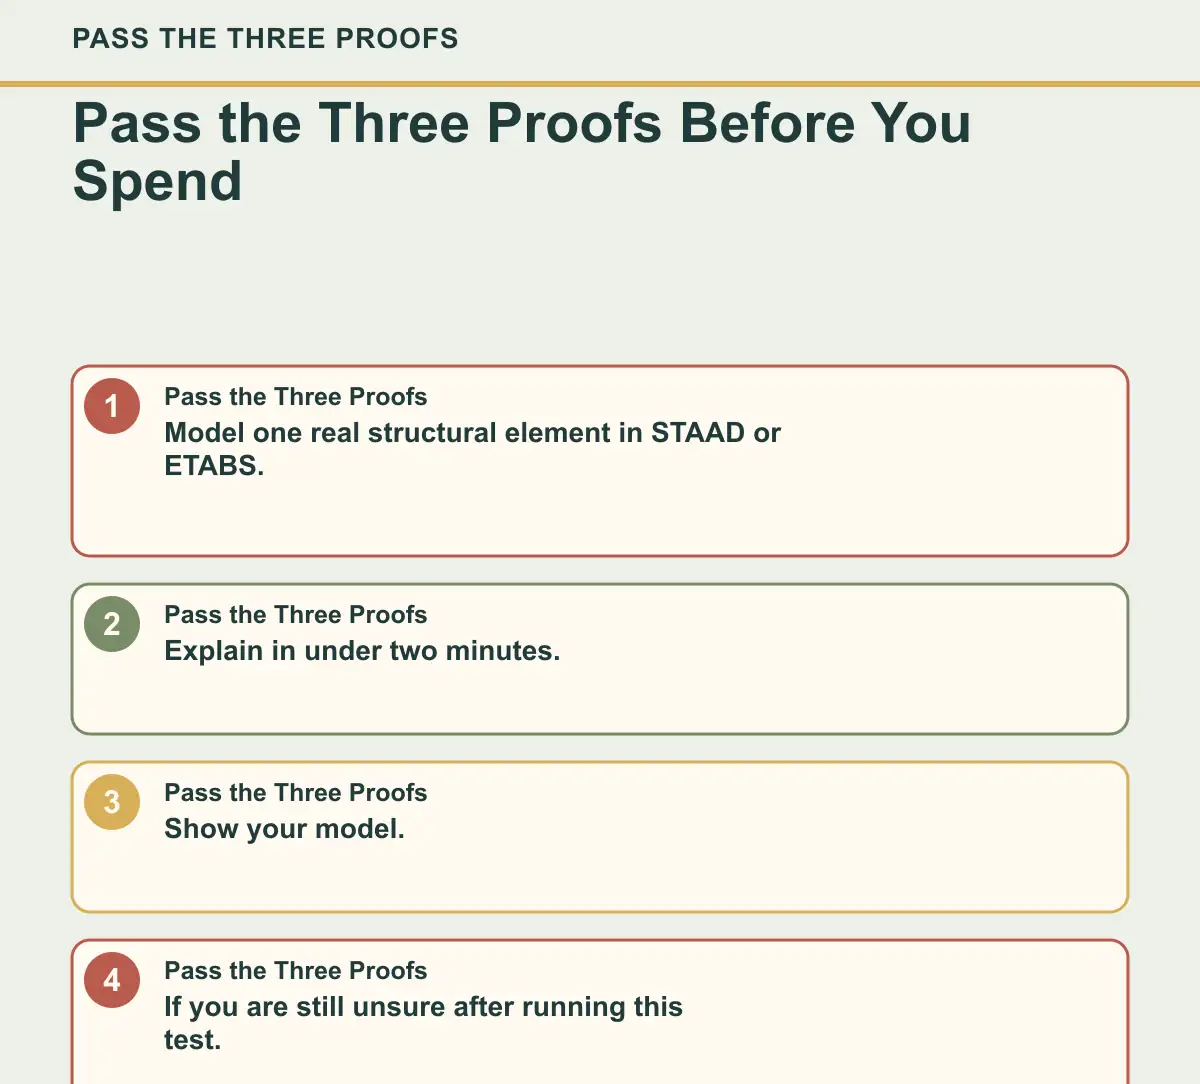 PASS THE THREE PROOFS
Pass the Three Proofs Before You
Spend
1
Pass the Three Proofs
Model one real structural element in STAAD or
ETABS.
2
Pass the Three Proofs
Explain in under two minutes.
3
Pass the Three Proofs
Show your model.
4
Pass the Three Proofs
If you are still unsure after running this
test.